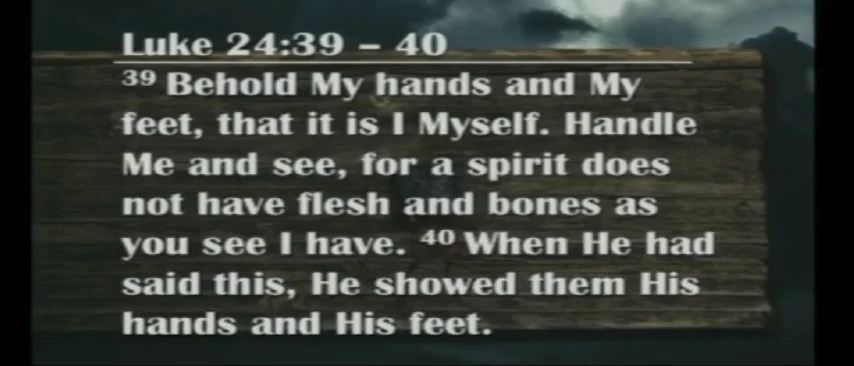 Luke 24:39 – 40
39 Behold My hands and My
feet, that it is I Myself. Handle
Me and see, for a spirit does
not have flesh and bones as
you see I have. 40 When He had
said this, He showed them His
hands and His feet.